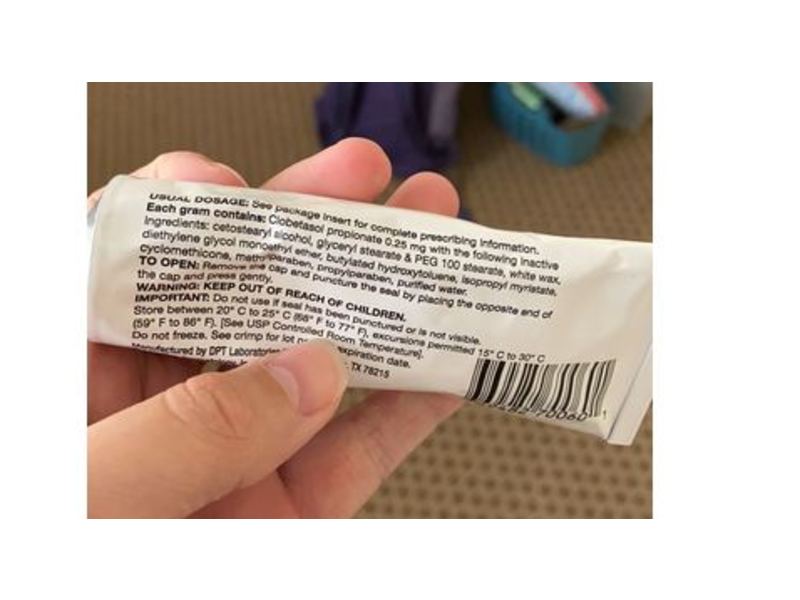 USUAL DOSAGE: See package insert for complete prescribing information.
Each gram contains: Clobetasol propionate 0.25 mg with the following inactive
Ingredients: cetostearyl alcohol, glyceryl stearate & PEG 100 stearate, white wax,
diethylene glycol monoethyl ether, butylated hydroxytoluene, isopropyl myristate,
cyclomethicone, methylparaben, propylparaben, purified water.
TO OPEN: Remove the cap and puncture the seal by placing the opposite end of
the cap and press gently.
WARNING: KEEP OUT OF REACH OF CHILDREN.
IMPORTANT: Do not use if seal has been punctured or is not visible.
Store between 20° C to 25° C (68° F to 77° F), excursions permitted 15° C to 30° C
(59° F to 86° F). [See USP Controlled Room Temperature].
Do not freeze. See crimp for lot expiration date.
Manufactured by DPT
TX 78215
70060 1